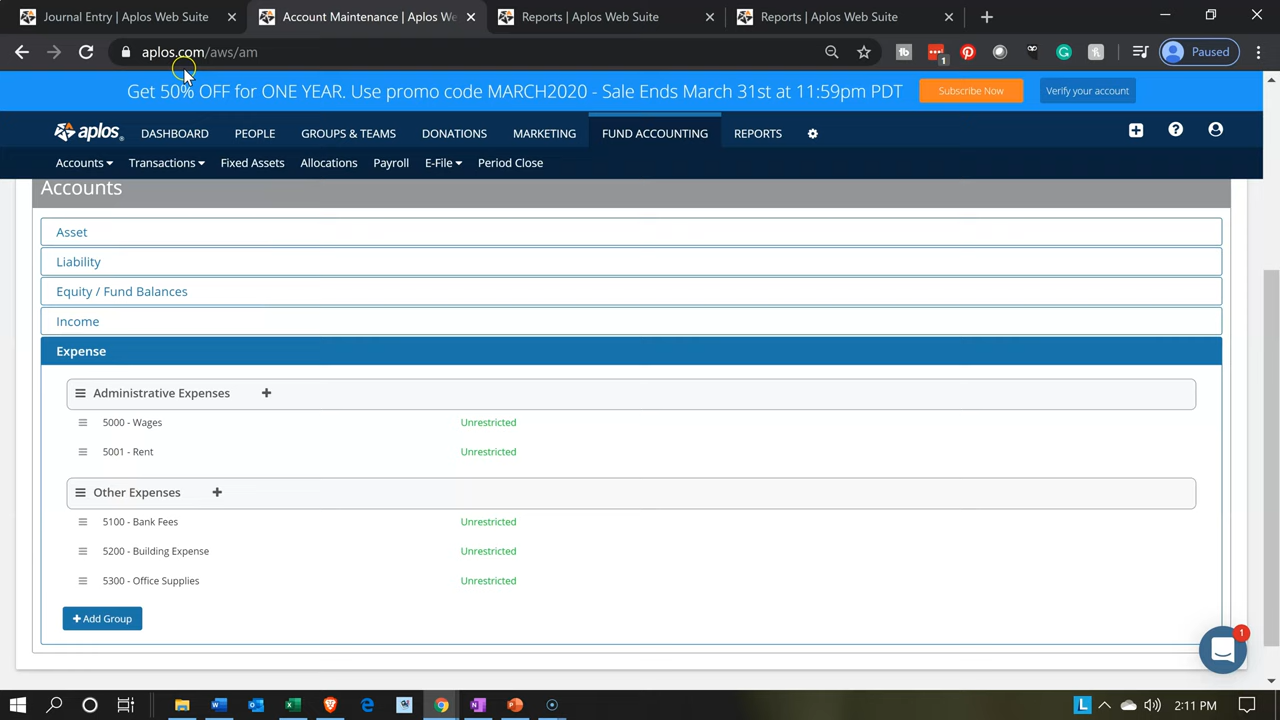 Journal Entry | Aplos Web Suite
Account Maintenance | Aplos We
Reports | Aplos Web Suite
Reports | Aplos Web Suite
aplos.com/aws/am
1
Paused
Get 50% OFF for ONE YEAR. Use promo code MARCH2020 - Sale Ends March 31st at 11:59pm PDT
Subscribe Now
Verify your account
aplos
DASHBOARD
PEOPLE
GROUPS & TEAMS
DONATIONS
MARKETING
FUND ACCOUNTING
REPORTS
Accounts
Transactions
Fixed Assets
Allocations
Payroll
E-File
Period Close
Accounts
Asset
Liability
Equity / Fund Balances
Income
Expense
Administrative Expenses
5000 - Wages Unrestricted
5001 - Rent Unrestricted
Other Expenses
5100 - Bank Fees Unrestricted
5200 - Building Expense Unrestricted
5300 - Office Supplies Unrestricted
+ Add Group
1
2:11 PM